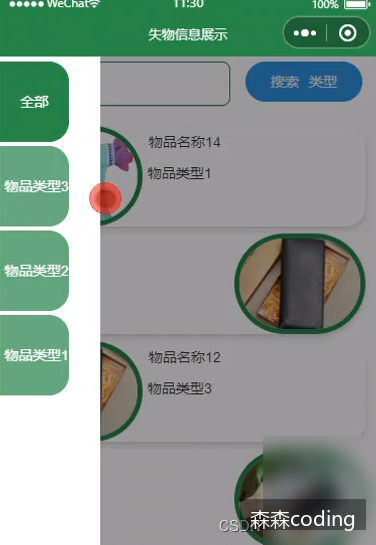 WeChat 11:30 100%
失物信息展示
搜索 类型
全部
物品名称14
物品类型1
物品类型3
物品类型2
物品类型1
物品名称12
物品类型3
CSDN
森森coding